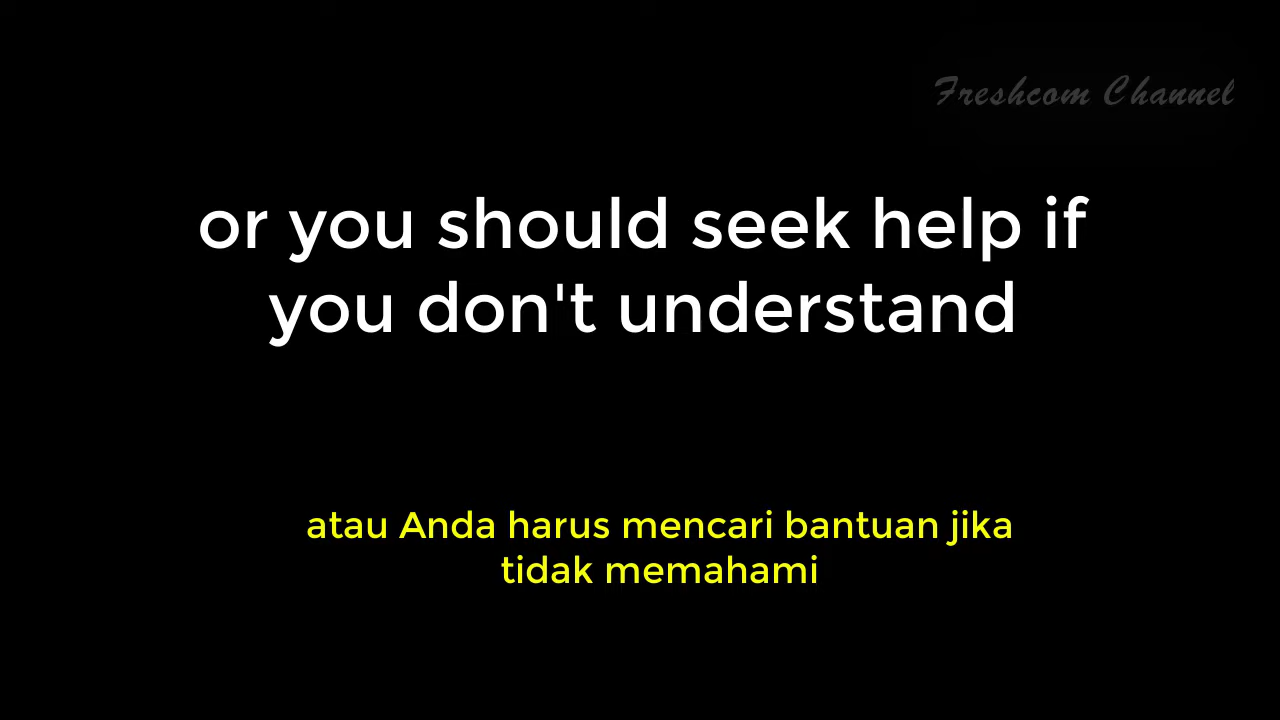 Freshcom Channel
or you should seek help if
you don't understand
atau Anda harus mencari bantuan jika
tidak memahami